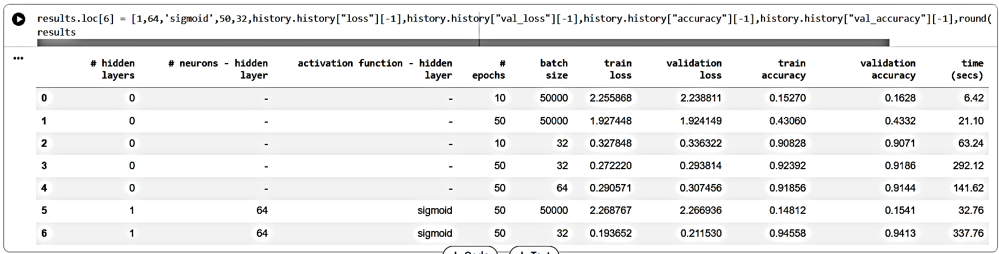 results.loc[6] = [1,64,'sigmoid',50,32,history.history["loss"][-1],history.history["val_loss"][-1],history.history["accuracy"][-1],history.history["val_accuracy"][-1],round(
results
# hidden layers # neurons - hidden layer activation function - hidden layer # epochs batch size train loss validation loss train accuracy validation accuracy time (secs)
0 0 - - 10 50000 2.255868 2.238811 0.15270 0.1628 6.42
1 0 - - 50 50000 1.927448 1.924149 0.43060 0.4332 21.10
2 0 - - 10 32 0.327848 0.336322 0.90828 0.9071 63.24
3 0 - - 50 32 0.272220 0.293814 0.92392 0.9186 292.12
4 0 - - 50 64 0.290571 0.307456 0.91856 0.9144 141.62
5 1 64 sigmoid 50 50000 2.268767 2.266936 0.14812 0.1541 32.76
6 1 64 sigmoid 50 32 0.193652 0.211530 0.94558 0.9413 337.76